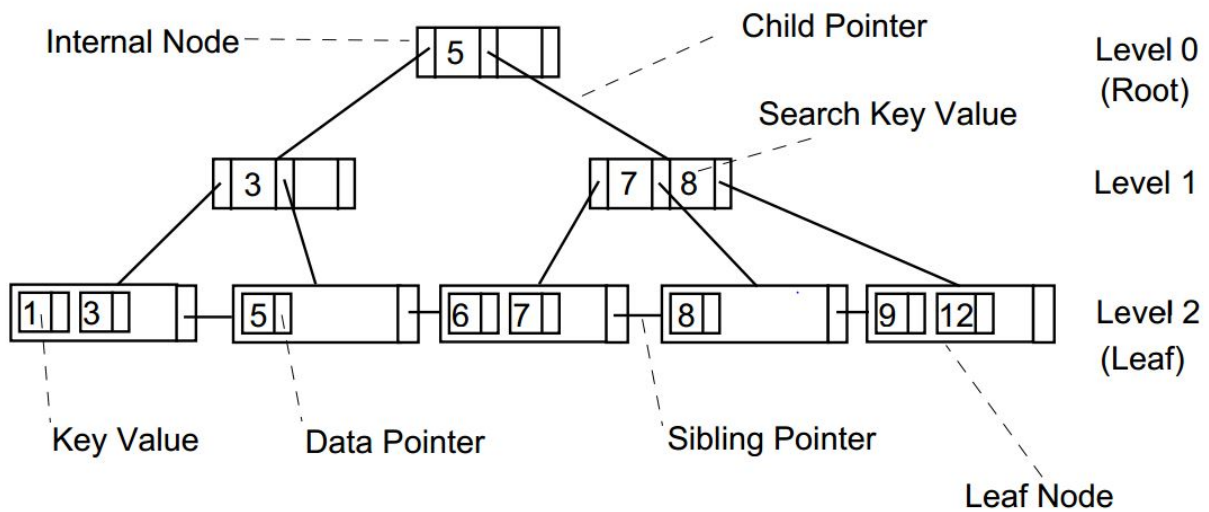 Internal Node
5
Child Pointer
Level 0
(Root)
Search Key Value
3
7 8
Level 1
1 3 5 6 7 8 9 12
Level 2
(Leaf)
Key Value
Data Pointer
Sibling Pointer
Leaf Node